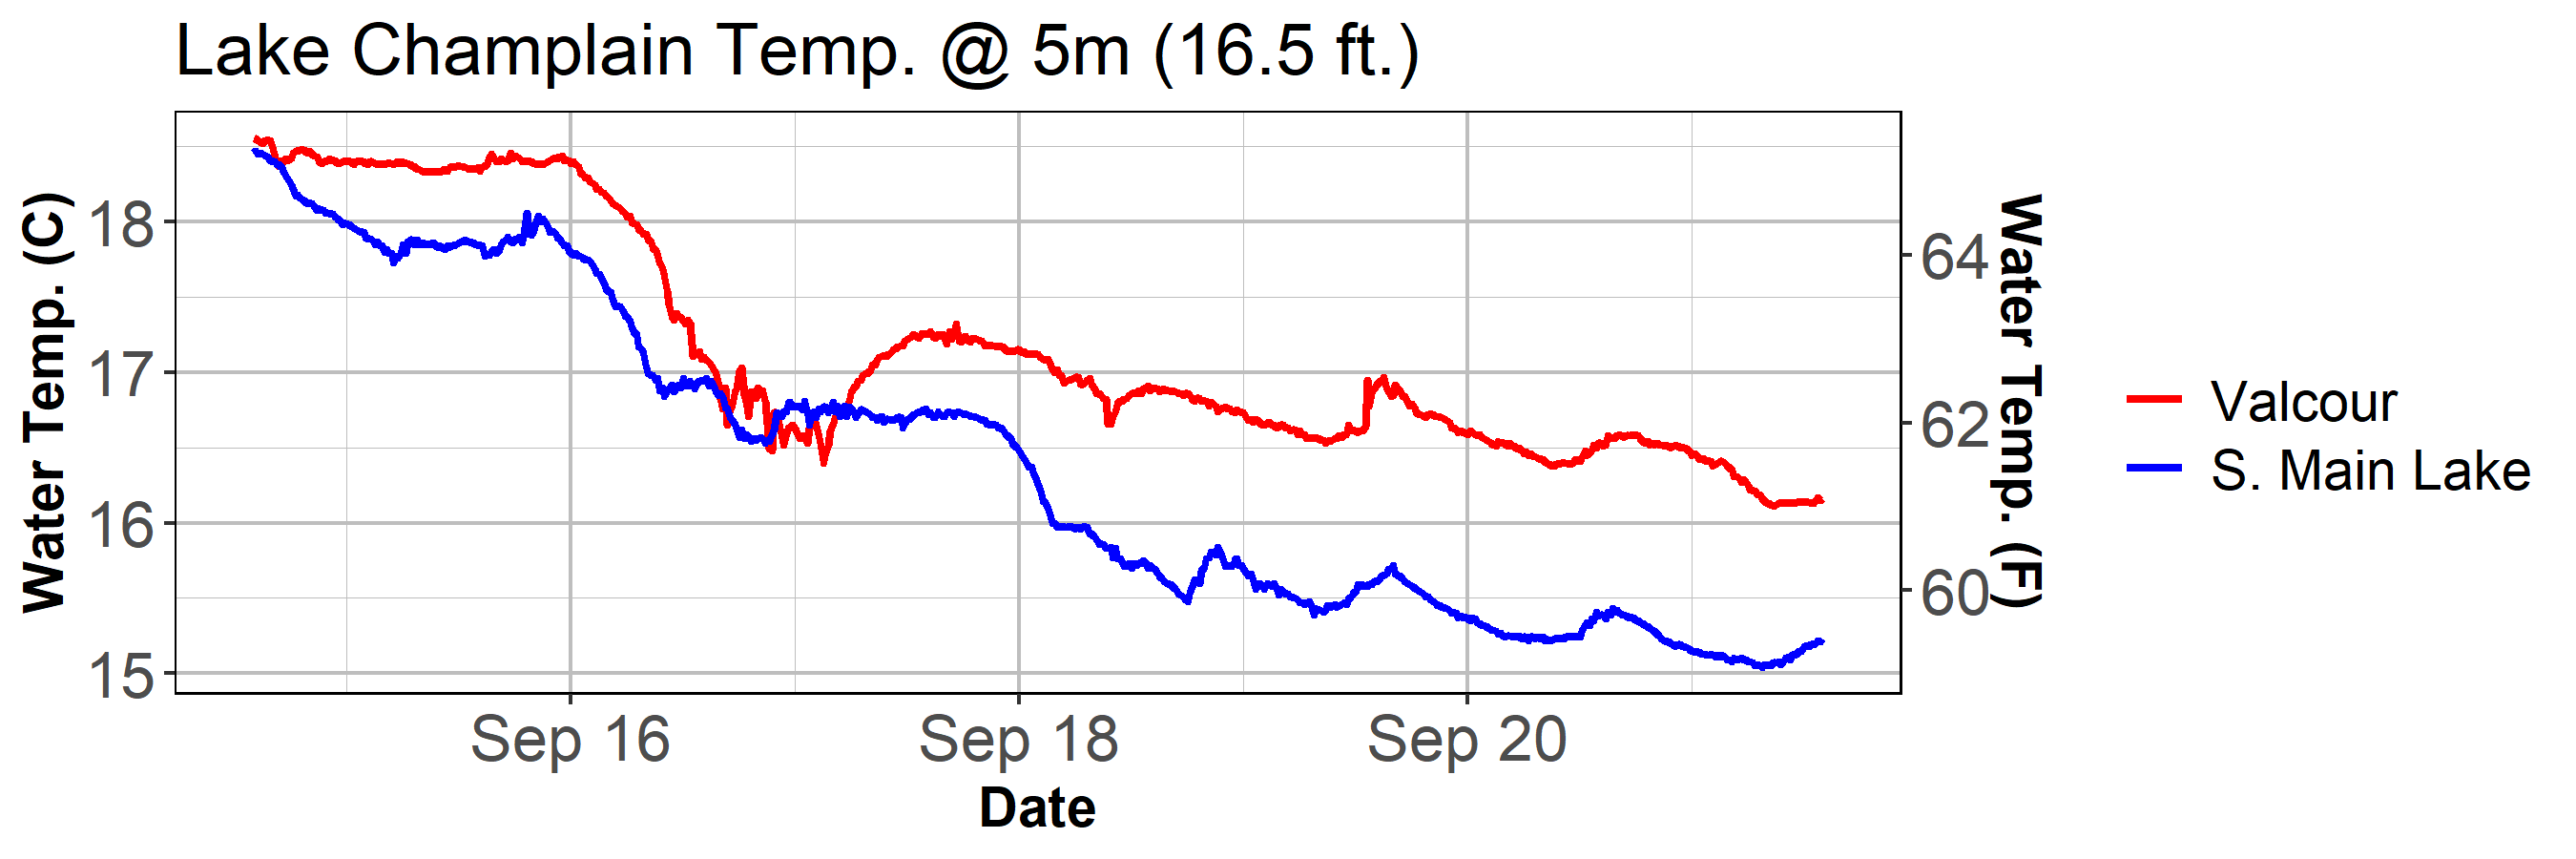 Lake Champlain Temp. @ 5m (16.5 ft.)
Water Temp. (C)
18
17
16
15
64
62
60
Water Temp. (F)
Sep 16
Sep 18
Sep 20
Date
Valcour
S. Main Lake